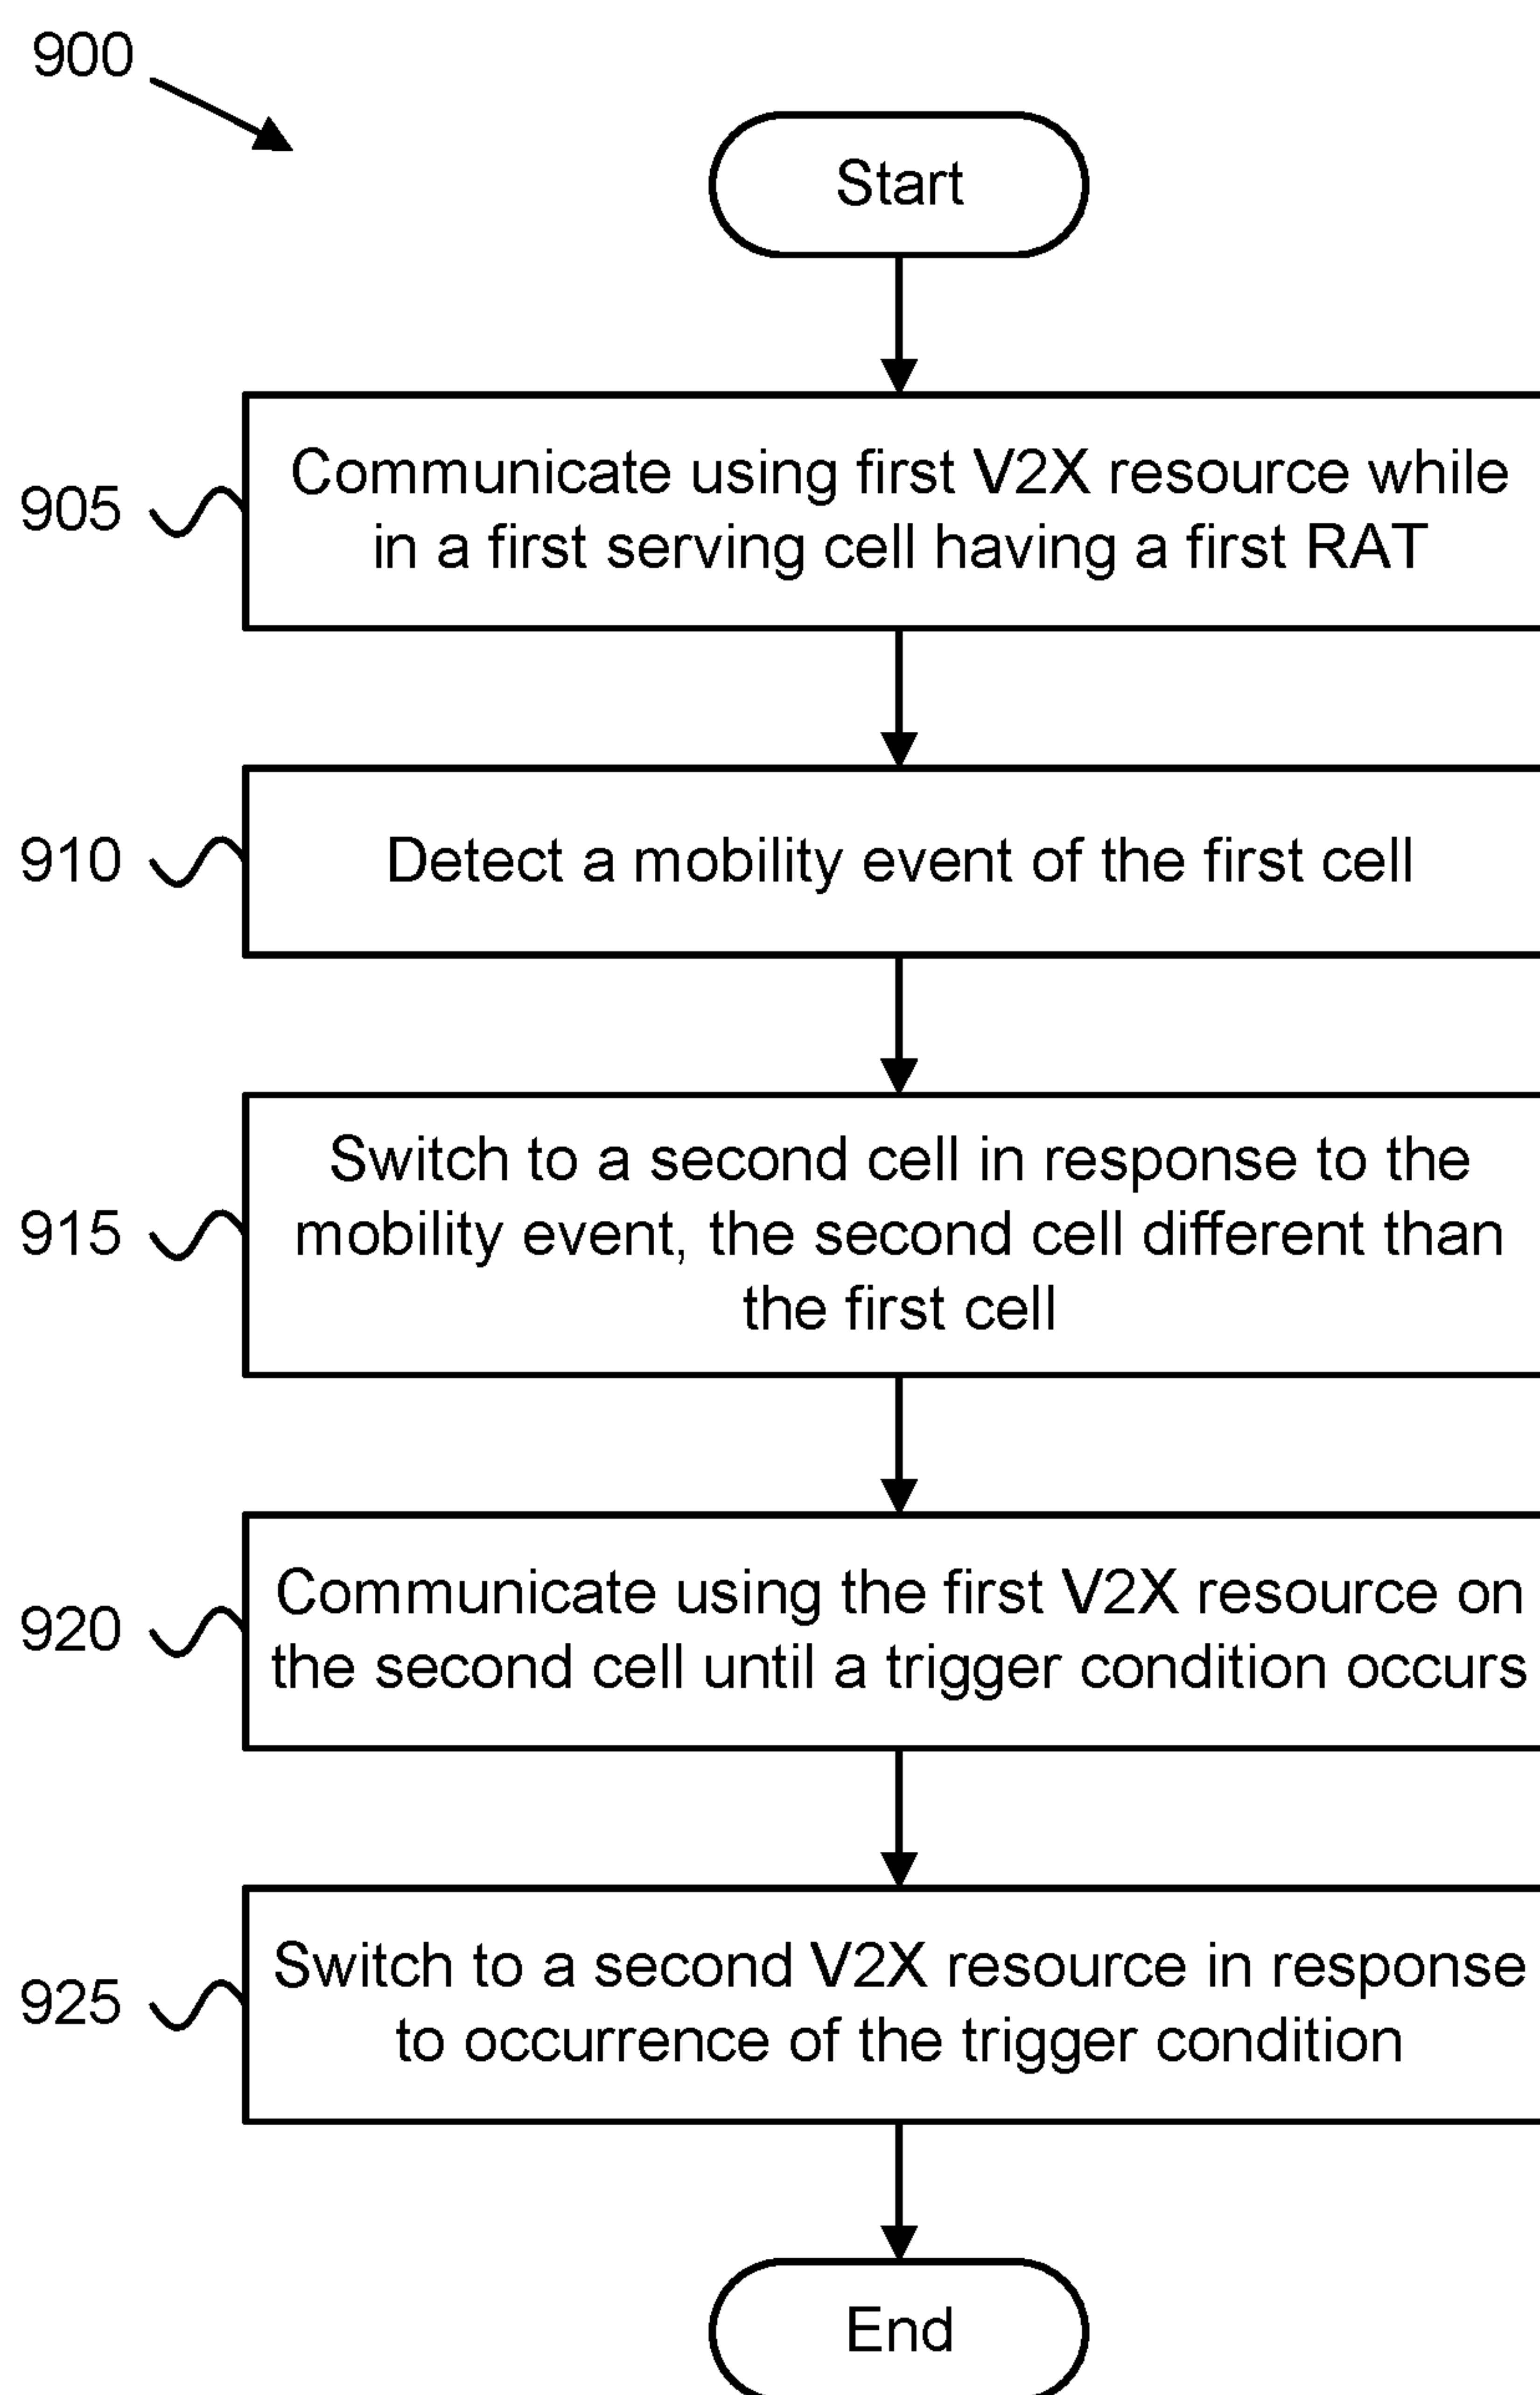 900
Start
905
Communicate using first V2X resource while
in a first serving cell having a first RAT
910
Detect a mobility event of the first cell
915
Switch to a second cell in response to the
mobility event, the second cell different than
the first cell
920
Communicate using the first V2X resource on
the second cell until a trigger condition occurs
925
Switch to a second V2X resource in response
to occurrence of the trigger condition
End